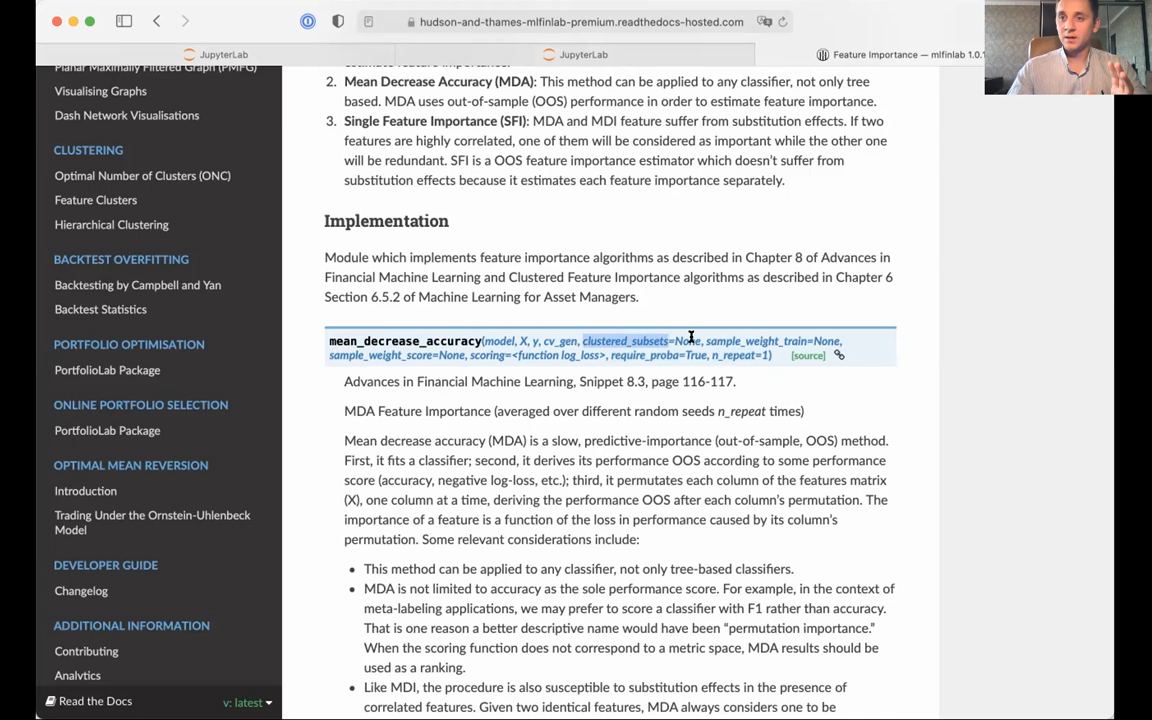 hudson-and-thames-mlfinlab-premium.readthedocs-hosted.com
JupyterLab
JupyterLab
Feature Importance — mlfinlab 1.0.1
Planar Maximally Filtered Graph (PMFG)
Visualising Graphs
Dash Network Visualisations
CLUSTERING
Optimal Number of Clusters (ONC)
Feature Clusters
Hierarchical Clustering
BACKTEST OVERFITTING
Backtesting by Campbell and Yan
Backtest Statistics
PORTFOLIO OPTIMISATION
PortfolioLab Package
ONLINE PORTFOLIO SELECTION
PortfolioLab Package
OPTIMAL MEAN REVERSION
Introduction
Trading Under the Ornstein-Uhlenbeck
Model
DEVELOPER GUIDE
Changelog
ADDITIONAL INFORMATION
Contributing
Analytics
Read the Docs
v: latest
estimate feature importance.
2. Mean Decrease Accuracy (MDA): This method can be applied to any classifier, not only tree
based. MDA uses out-of-sample (OOS) performance in order to estimate feature importance.
3. Single Feature Importance (SFI): MDA and MDI feature suffer from substitution effects. If two
features are highly correlated, one of them will be considered as important while the other one
will be redundant. SFI is a OOS feature importance estimator which doesn't suffer from
substitution effects because it estimates each feature importance separately.
Implementation
Module which implements feature importance algorithms as described in Chapter 8 of Advances in
Financial Machine Learning and Clustered Feature Importance algorithms as described in Chapter 6
Section 6.5.2 of Machine Learning for Asset Managers.
mean_decrease_accuracy(model, X, y, cv_gen, clustered_subsets=None, sample_weight_train=None,
sample_weight_score=None, scoring=<function log_loss>, require_proba=True, n_repeat=1) [source]
Advances in Financial Machine Learning, Snippet 8.3, page 116-117.
MDA Feature Importance (averaged over different random seeds n_repeat times)
Mean decrease accuracy (MDA) is a slow, predictive-importance (out-of-sample, OOS) method.
First, it fits a classifier; second, it derives its performance OOS according to some performance
score (accuracy, negative log-loss, etc.); third, it permutates each column of the features matrix
(X), one column at a time, deriving the performance OOS after each column's permutation. The
importance of a feature is a function of the loss in performance caused by its column's
permutation. Some relevant considerations include:
• This method can be applied to any classifier, not only tree-based classifiers.
• MDA is not limited to accuracy as the sole performance score. For example, in the context of
meta-labeling applications, we may prefer to score a classifier with F1 rather than accuracy.
That is one reason a better descriptive name would have been “permutation importance.”
When the scoring function does not correspond to a metric space, MDA results should be
used as a ranking.
• Like MDI, the procedure is also susceptible to substitution effects in the presence of
correlated features. Given two identical features, MDA always considers one to be